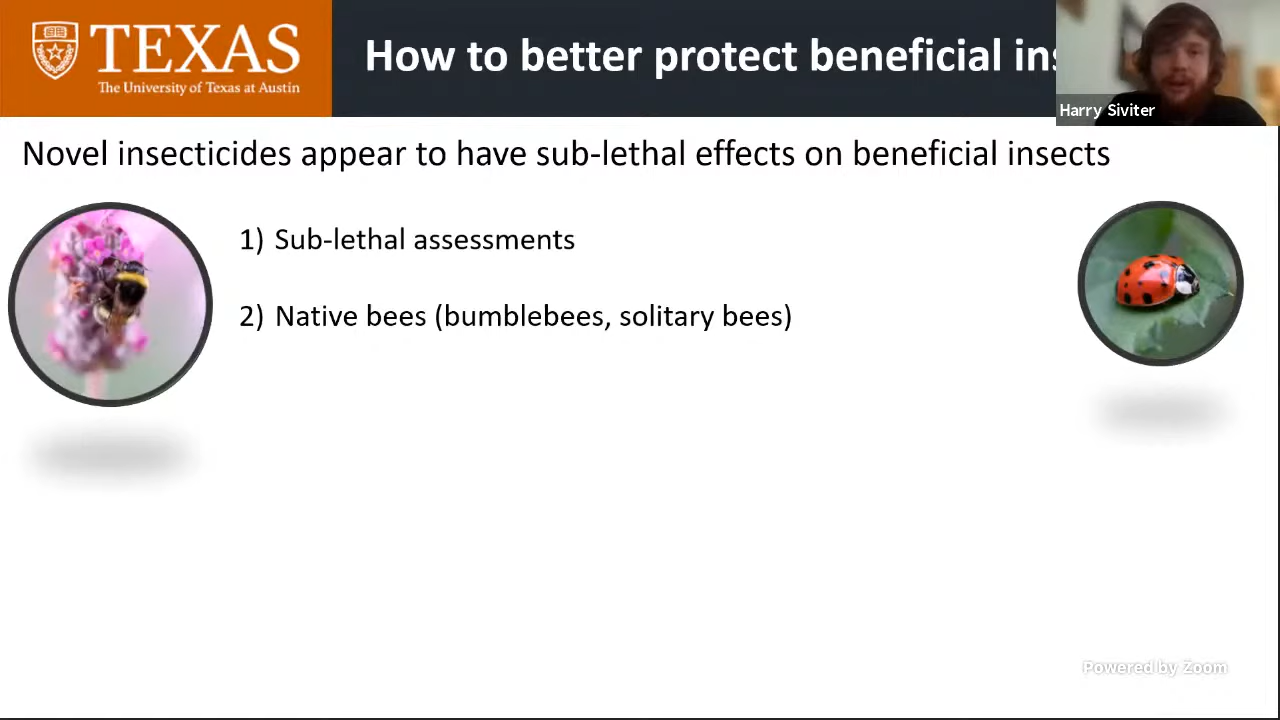 TEXAS
The University of Texas at Austin
How to better protect beneficial ins
Harry Siviter
Novel insecticides appear to have sub-lethal effects on beneficial insects
1) Sub-lethal assessments
2) Native bees (bumblebees, solitary bees)
Powered by Zoom